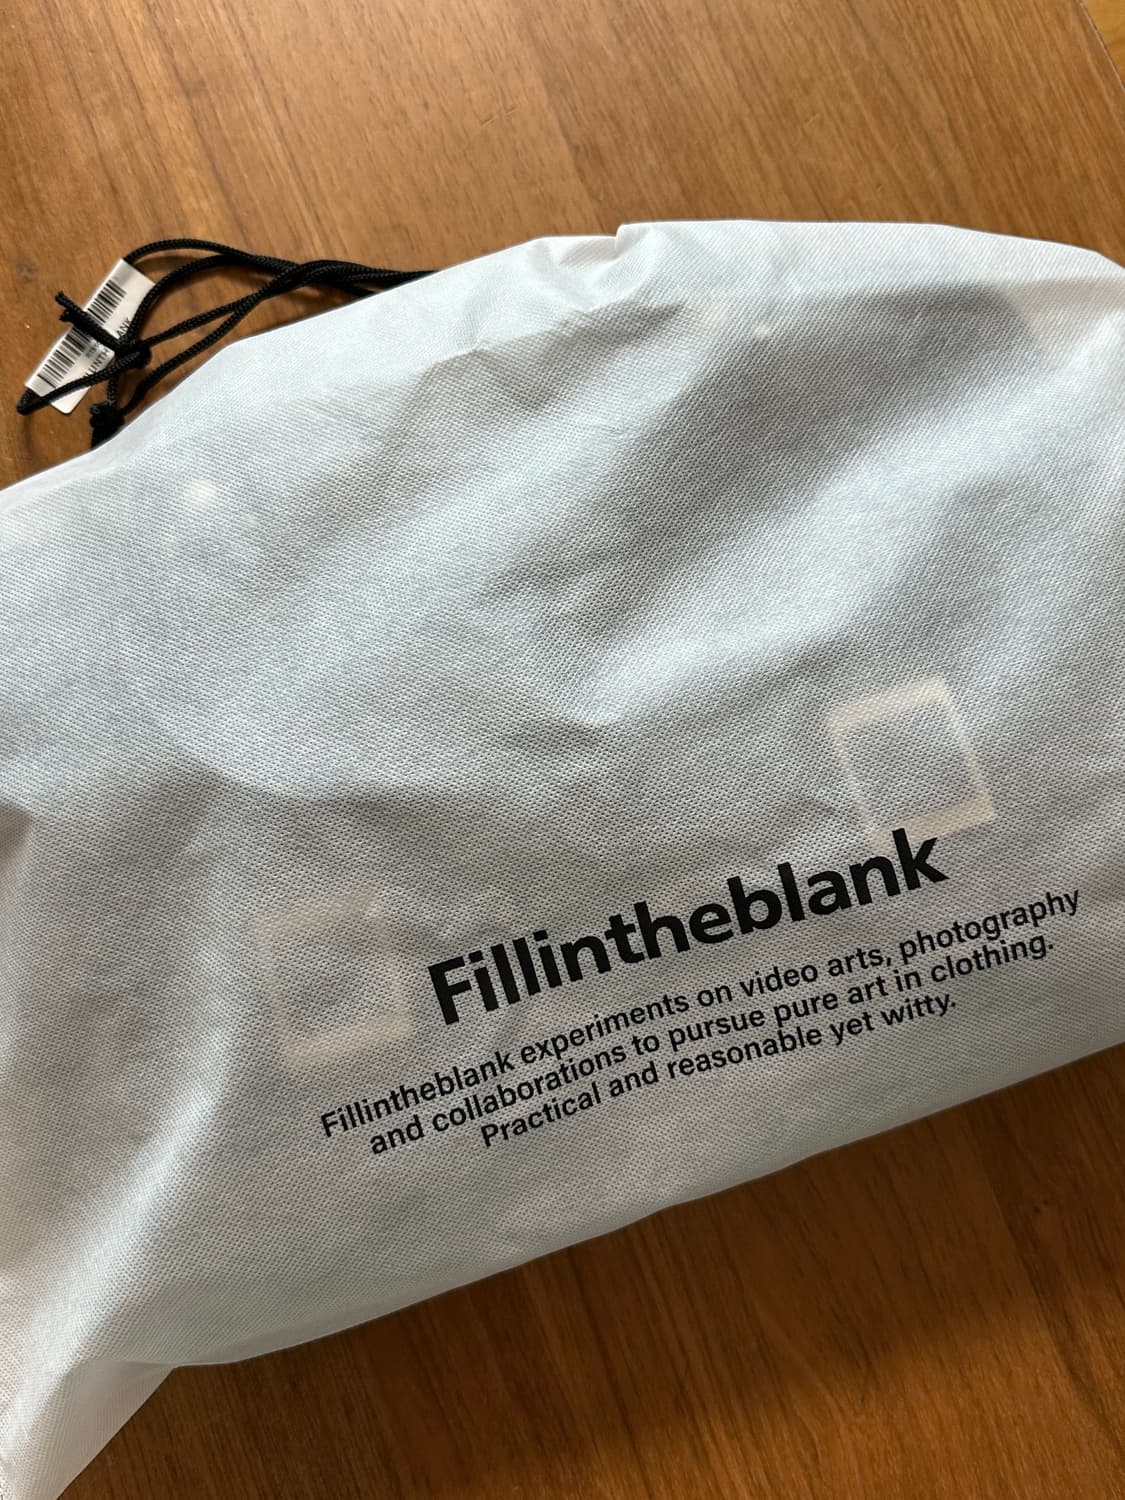 Fillintheblank
Fillintheblank experiments on video arts, photography
and collaborations to pursue pure art in clothing.
Practical and reasonable yet witty.